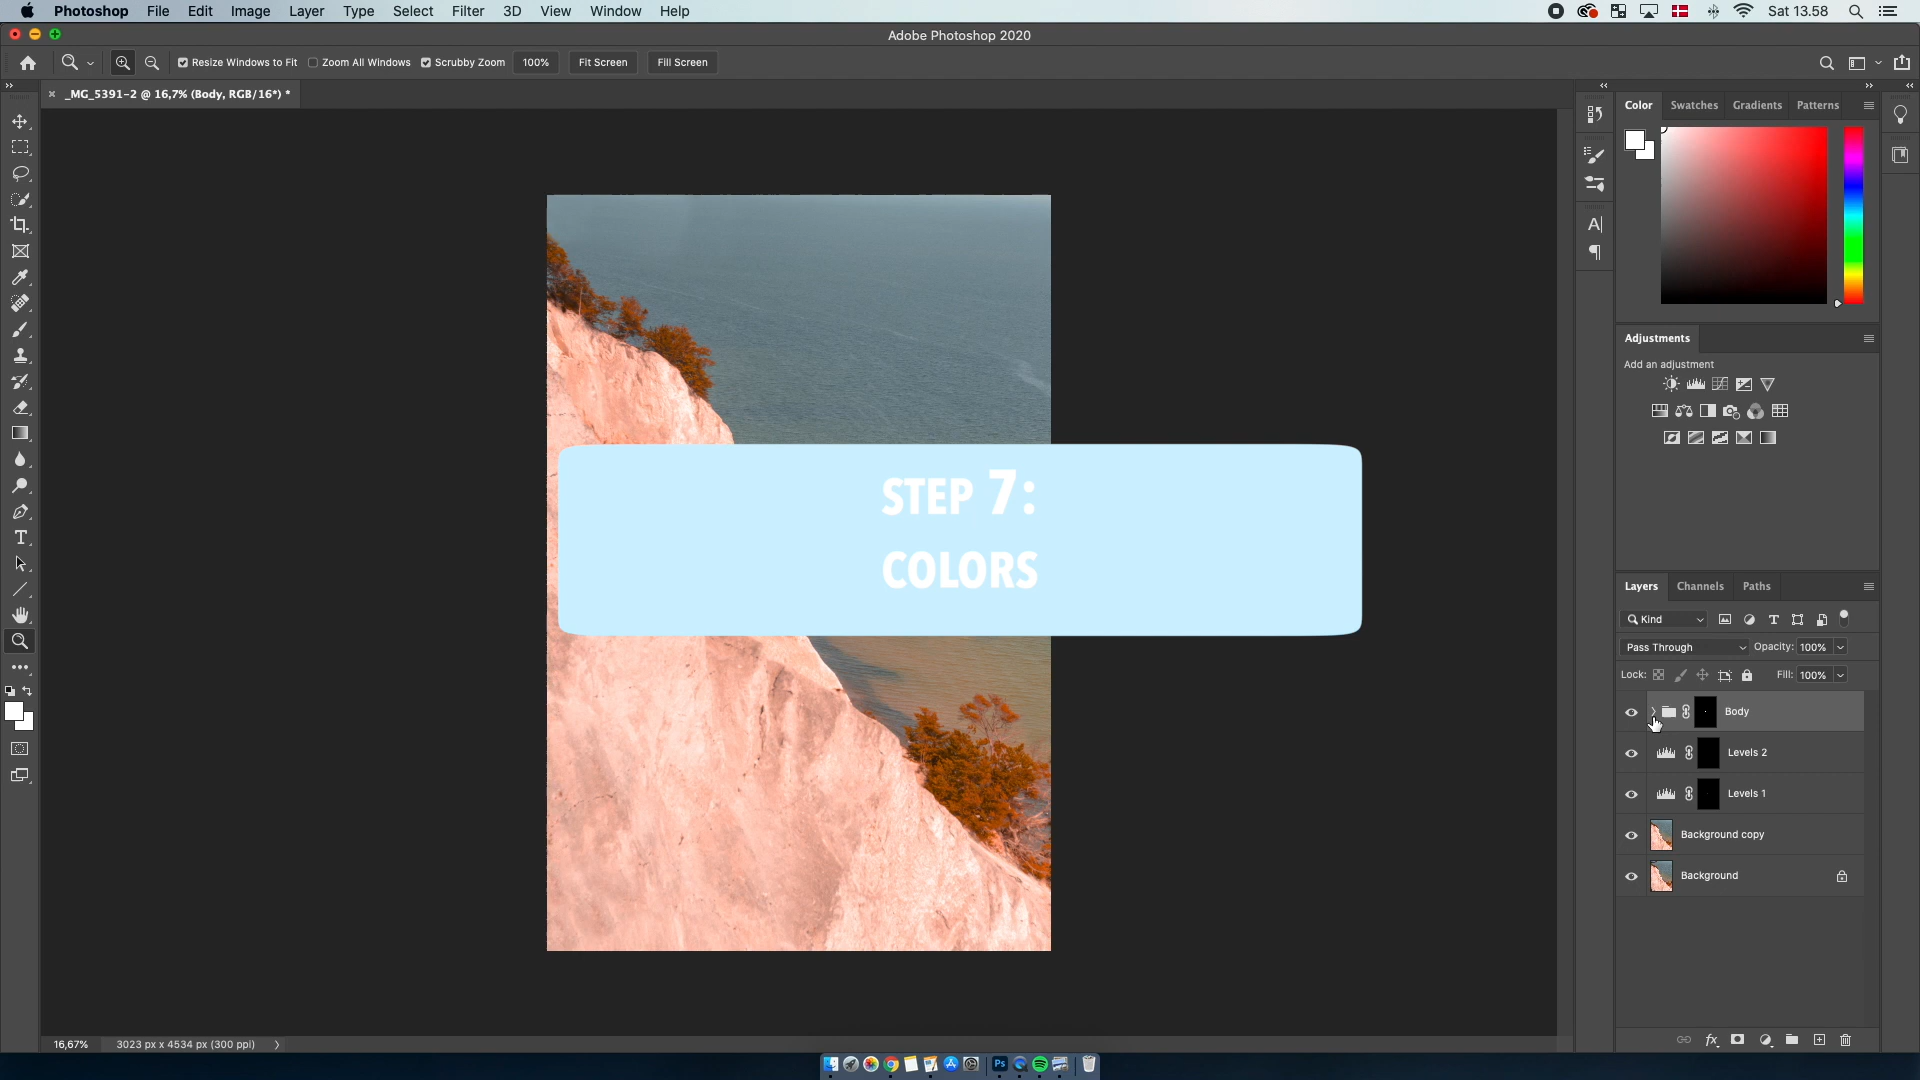 Photoshop File Edit Image Layer Type Select Filter 3D View Window Help Sat 13.58
Adobe Photoshop 2020
Resize Windows to Fit Zoom All Windows Scrubby Zoom 100% Fit Screen Fill Screen
_MG_5391-2 @ 16,7% (Body, RGB/16*) *
Color Swatches Gradients Patterns
Adjustments
Add an adjustment
STEP 7:
COLORS
Layers Channels Paths
Kind
Pass Through Opacity: 100%
Lock: Fill: 100%
Body
Levels 2
Levels 1
Background copy
Background
16,67% 3023 px x 4534 px (300 ppi)